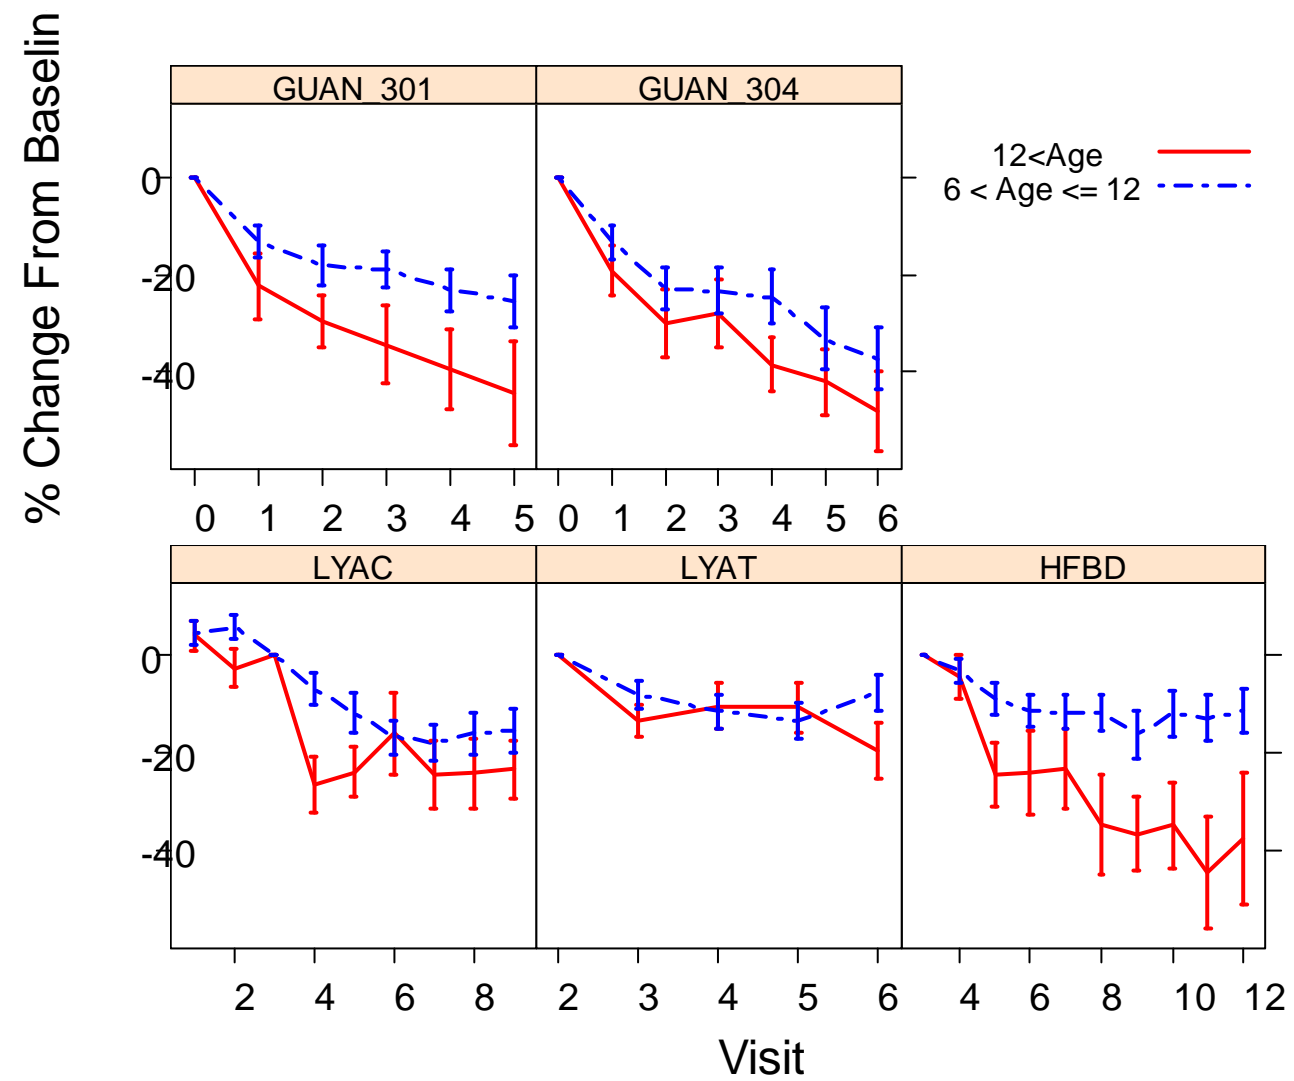 % Change From Baselin
GUAN_301 GUAN_304
12<Age
6 < Age <= 12
0
-20
-40
0 1 2 3 4 5 0 1 2 3 4 5 6
LYAC LYAT HFBD
0
-20
-40
2 4 6 8 2 3 4 5 6 4 6 8 10 12
Visit